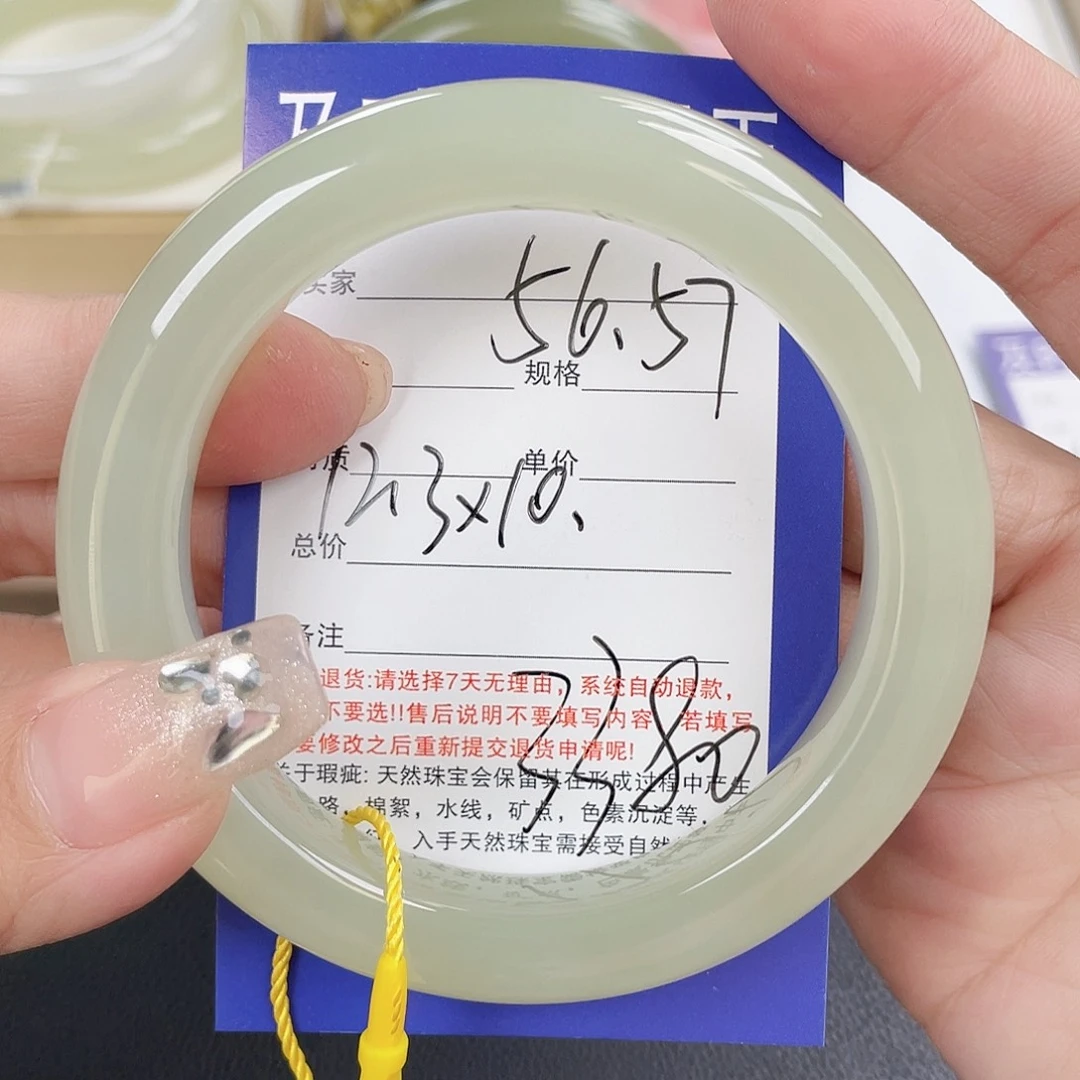 56.57
买家
规格
质 单价
12.3x10.
总价
备注
3380
退货:请选择7天无理由，系统自动退款，
不要选!!售后说明不要填写内容，若填写
要修改之后重新提交退货申请呢!
关于瑕疵: 天然珠宝会保留其在形成过程中产生
路，棉絮，水线，矿点，色素沉淀等，
入手天然珠宝需接受自然